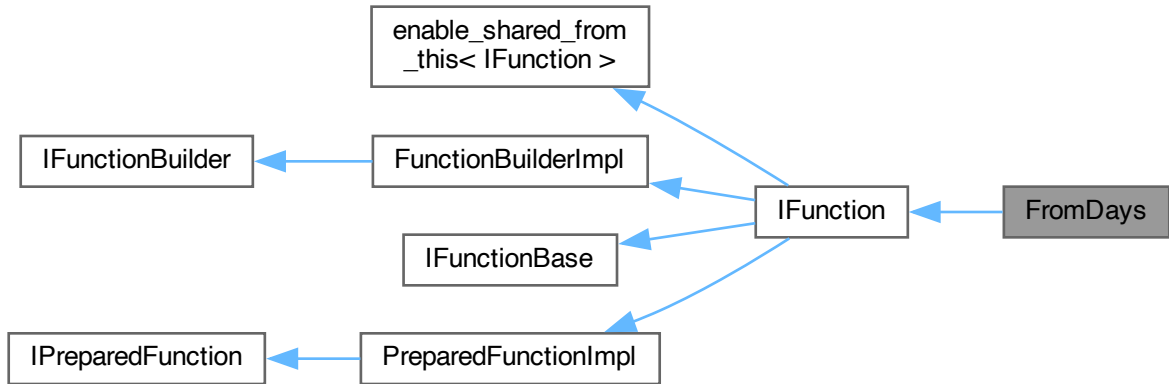 enable_shared_from
_this< IFunction >
IFunctionBuilder
FunctionBuilderImpl
IFunction
FromDays
IFunctionBase
IPreparedFunction
PreparedFunctionImpl